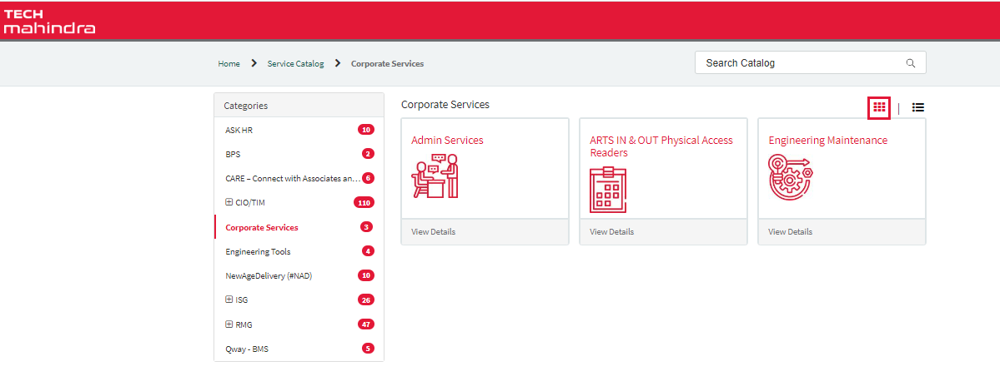 TECH
mahindra
Home
Service Catalog
Corporate Services
Search Catalog
Categories
ASK HR
10
BPS
2
CARE – Connect with Associates an...
6
CIO/TIM
110
Corporate Services
3
Engineering Tools
4
NewAgeDelivery (#NAD)
10
ISG
26
RMG
47
Qway - BMS
5
Corporate Services
Admin Services
View Details
ARTS IN & OUT Physical Access
Readers
View Details
Engineering Maintenance
View Details